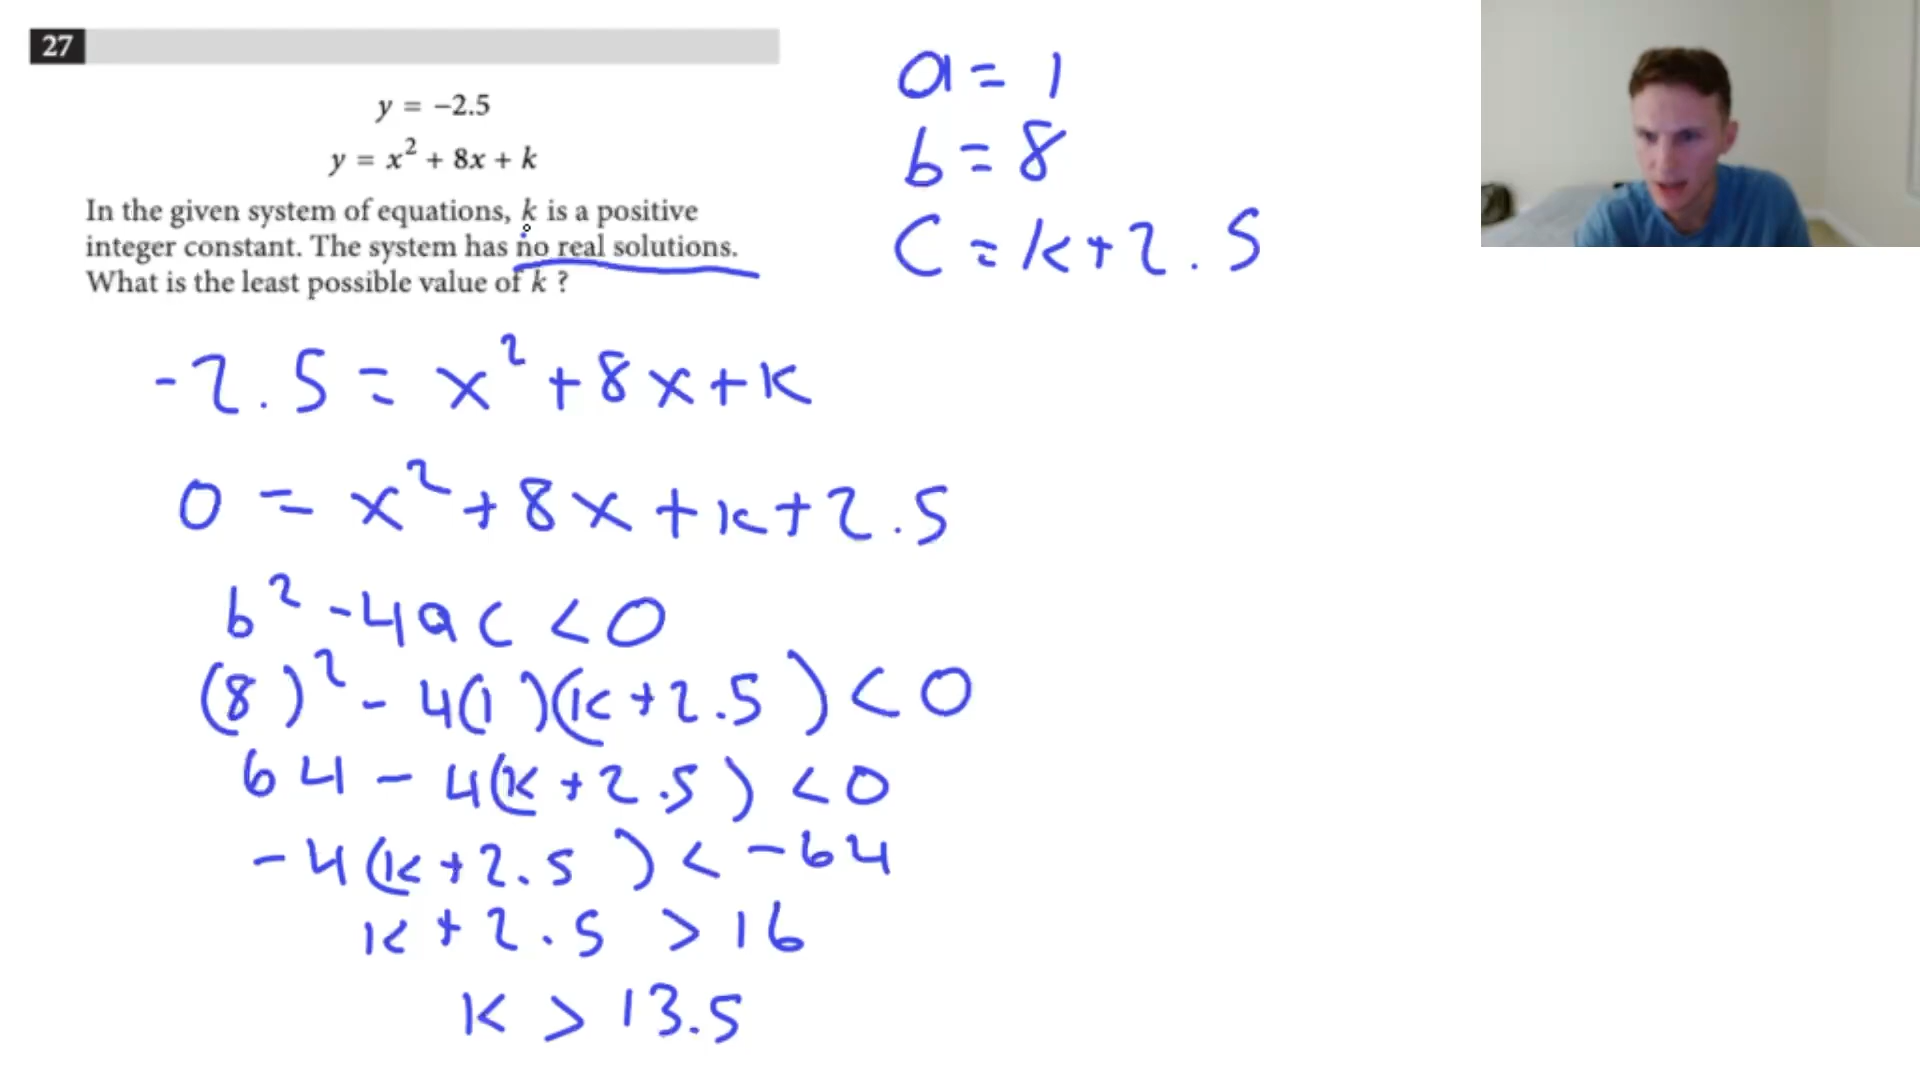 27
y = −2.5
y = x² + 8x + k
In the given system of equations, k is a positive
integer constant. The system has no real solutions.
What is the least possible value of k ?
a = 1
b = 8
c = k + 2.5
-2.5 = x² + 8x + k
0 = x² + 8x + k + 2.5
b² - 4ac < 0
(8)² - 4(1)(k + 2.5) < 0
64 - 4(k + 2.5) < 0
-4(k + 2.5) < -64
k + 2.5 > 16
k > 13.5